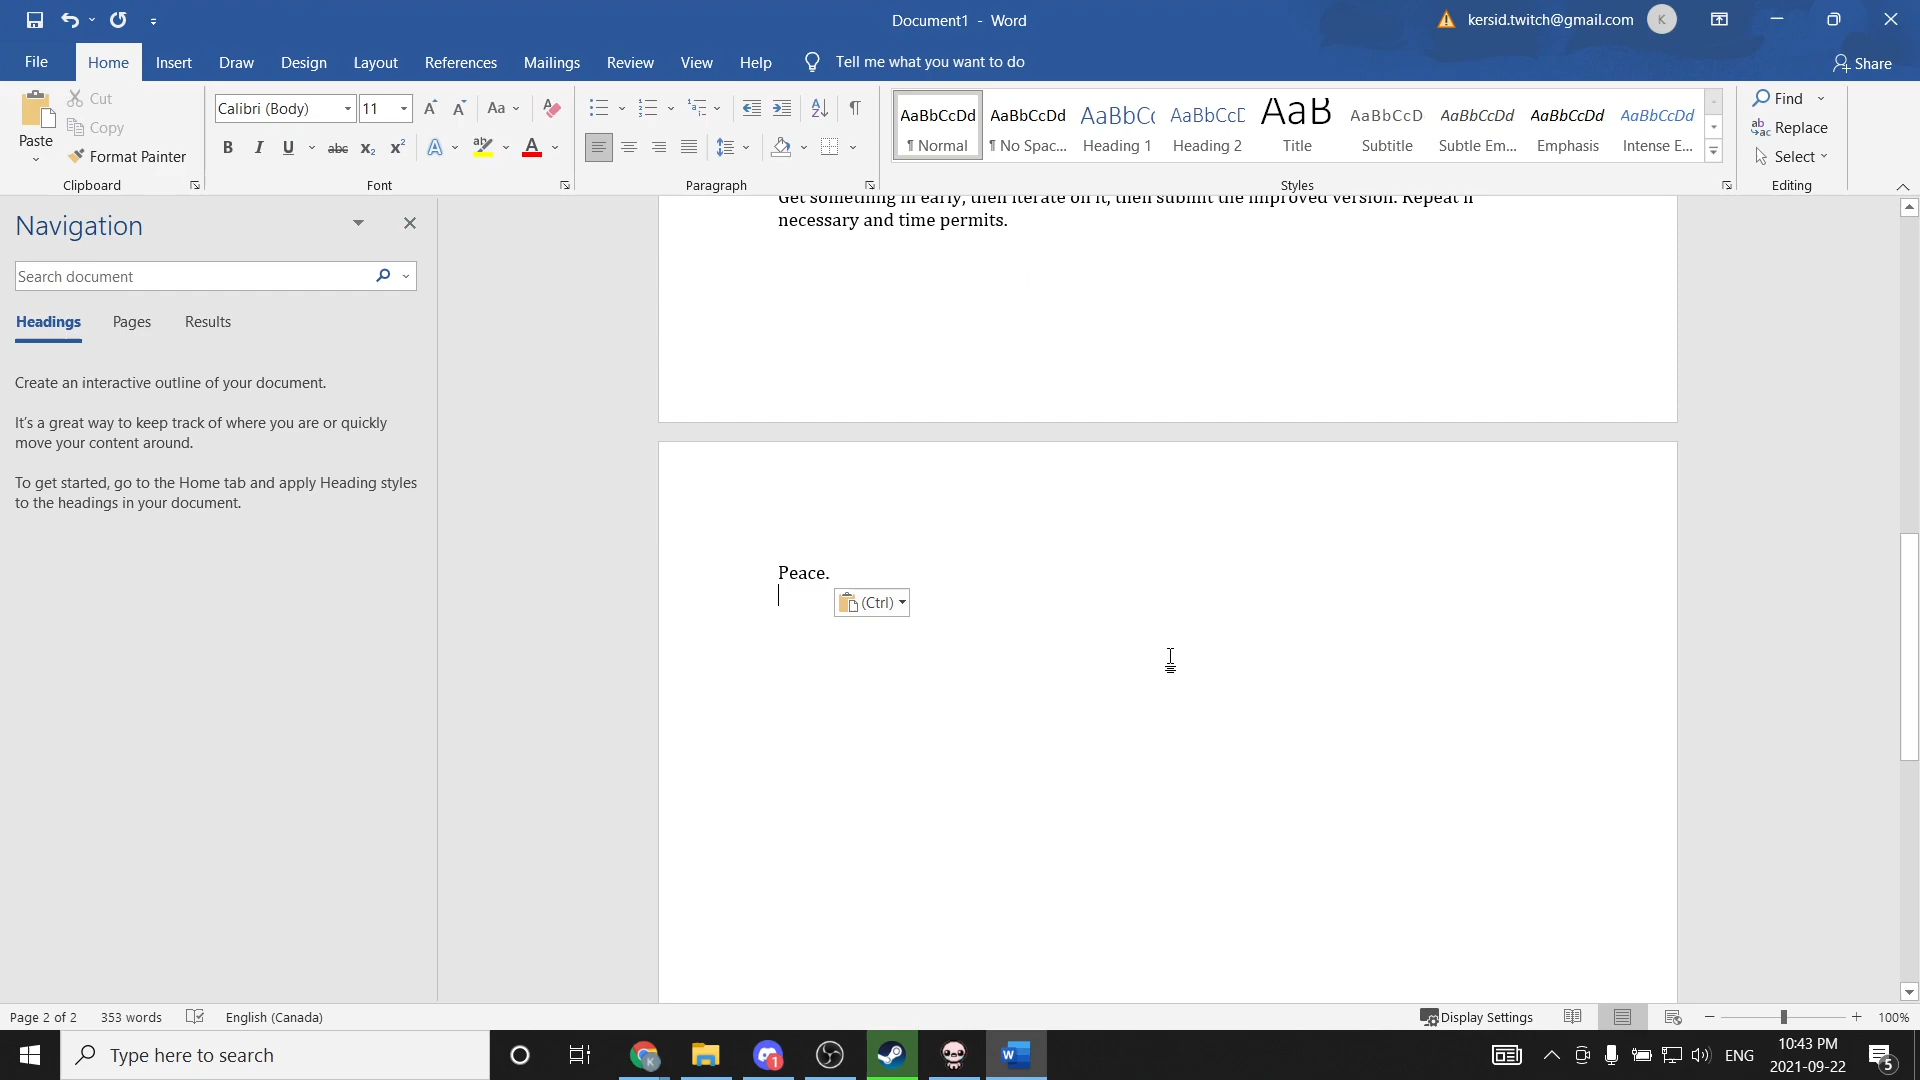 Document1 - Word
kersid.twitch@gmail.com
K
File Home Insert Draw Design Layout References Mailings Review View Help Tell me what you want to do
Share
Paste
Cut
Copy
Format Painter
Clipboard
Calibri (Body) 11
Aa
B I U abc x2 x2 A ab A
Font
Paragraph
AaBbCcDd AaBbCcDd AaBbC AaBbCcC AaB AaBbCcD AaBbCcDd AaBbCcDd AaBbCcDd
¶ Normal ¶ No Spac... Heading 1 Heading 2 Title Subtitle Subtle Em... Emphasis Intense E...
Styles
Find
Replace
Select
Editing
Navigation
Search document
Headings Pages Results
Create an interactive outline of your document.
It's a great way to keep track of where you are or quickly
move your content around.
To get started, go to the Home tab and apply Heading styles
to the headings in your document.
Get something in early, then iterate on it, then submit the improved version. Repeat if
necessary and time permits.
Peace.
(Ctrl)
Page 2 of 2 353 words English (Canada)
Display Settings
100%
Type here to search
ENG
10:43 PM
2021-09-22
5